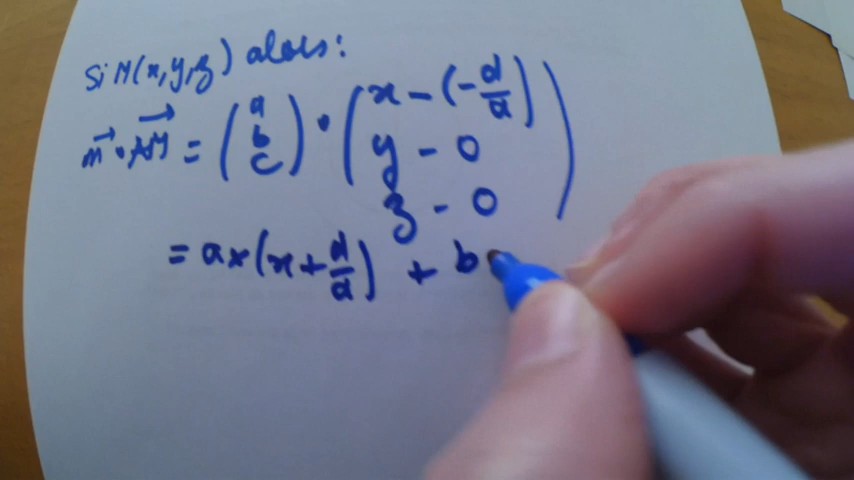 Si M(x,y,z) alors:
n⃗ · AM⃗ = (a b c) · (x - (-d/a) y - 0 z - 0)
= a×(x+d/a) + b